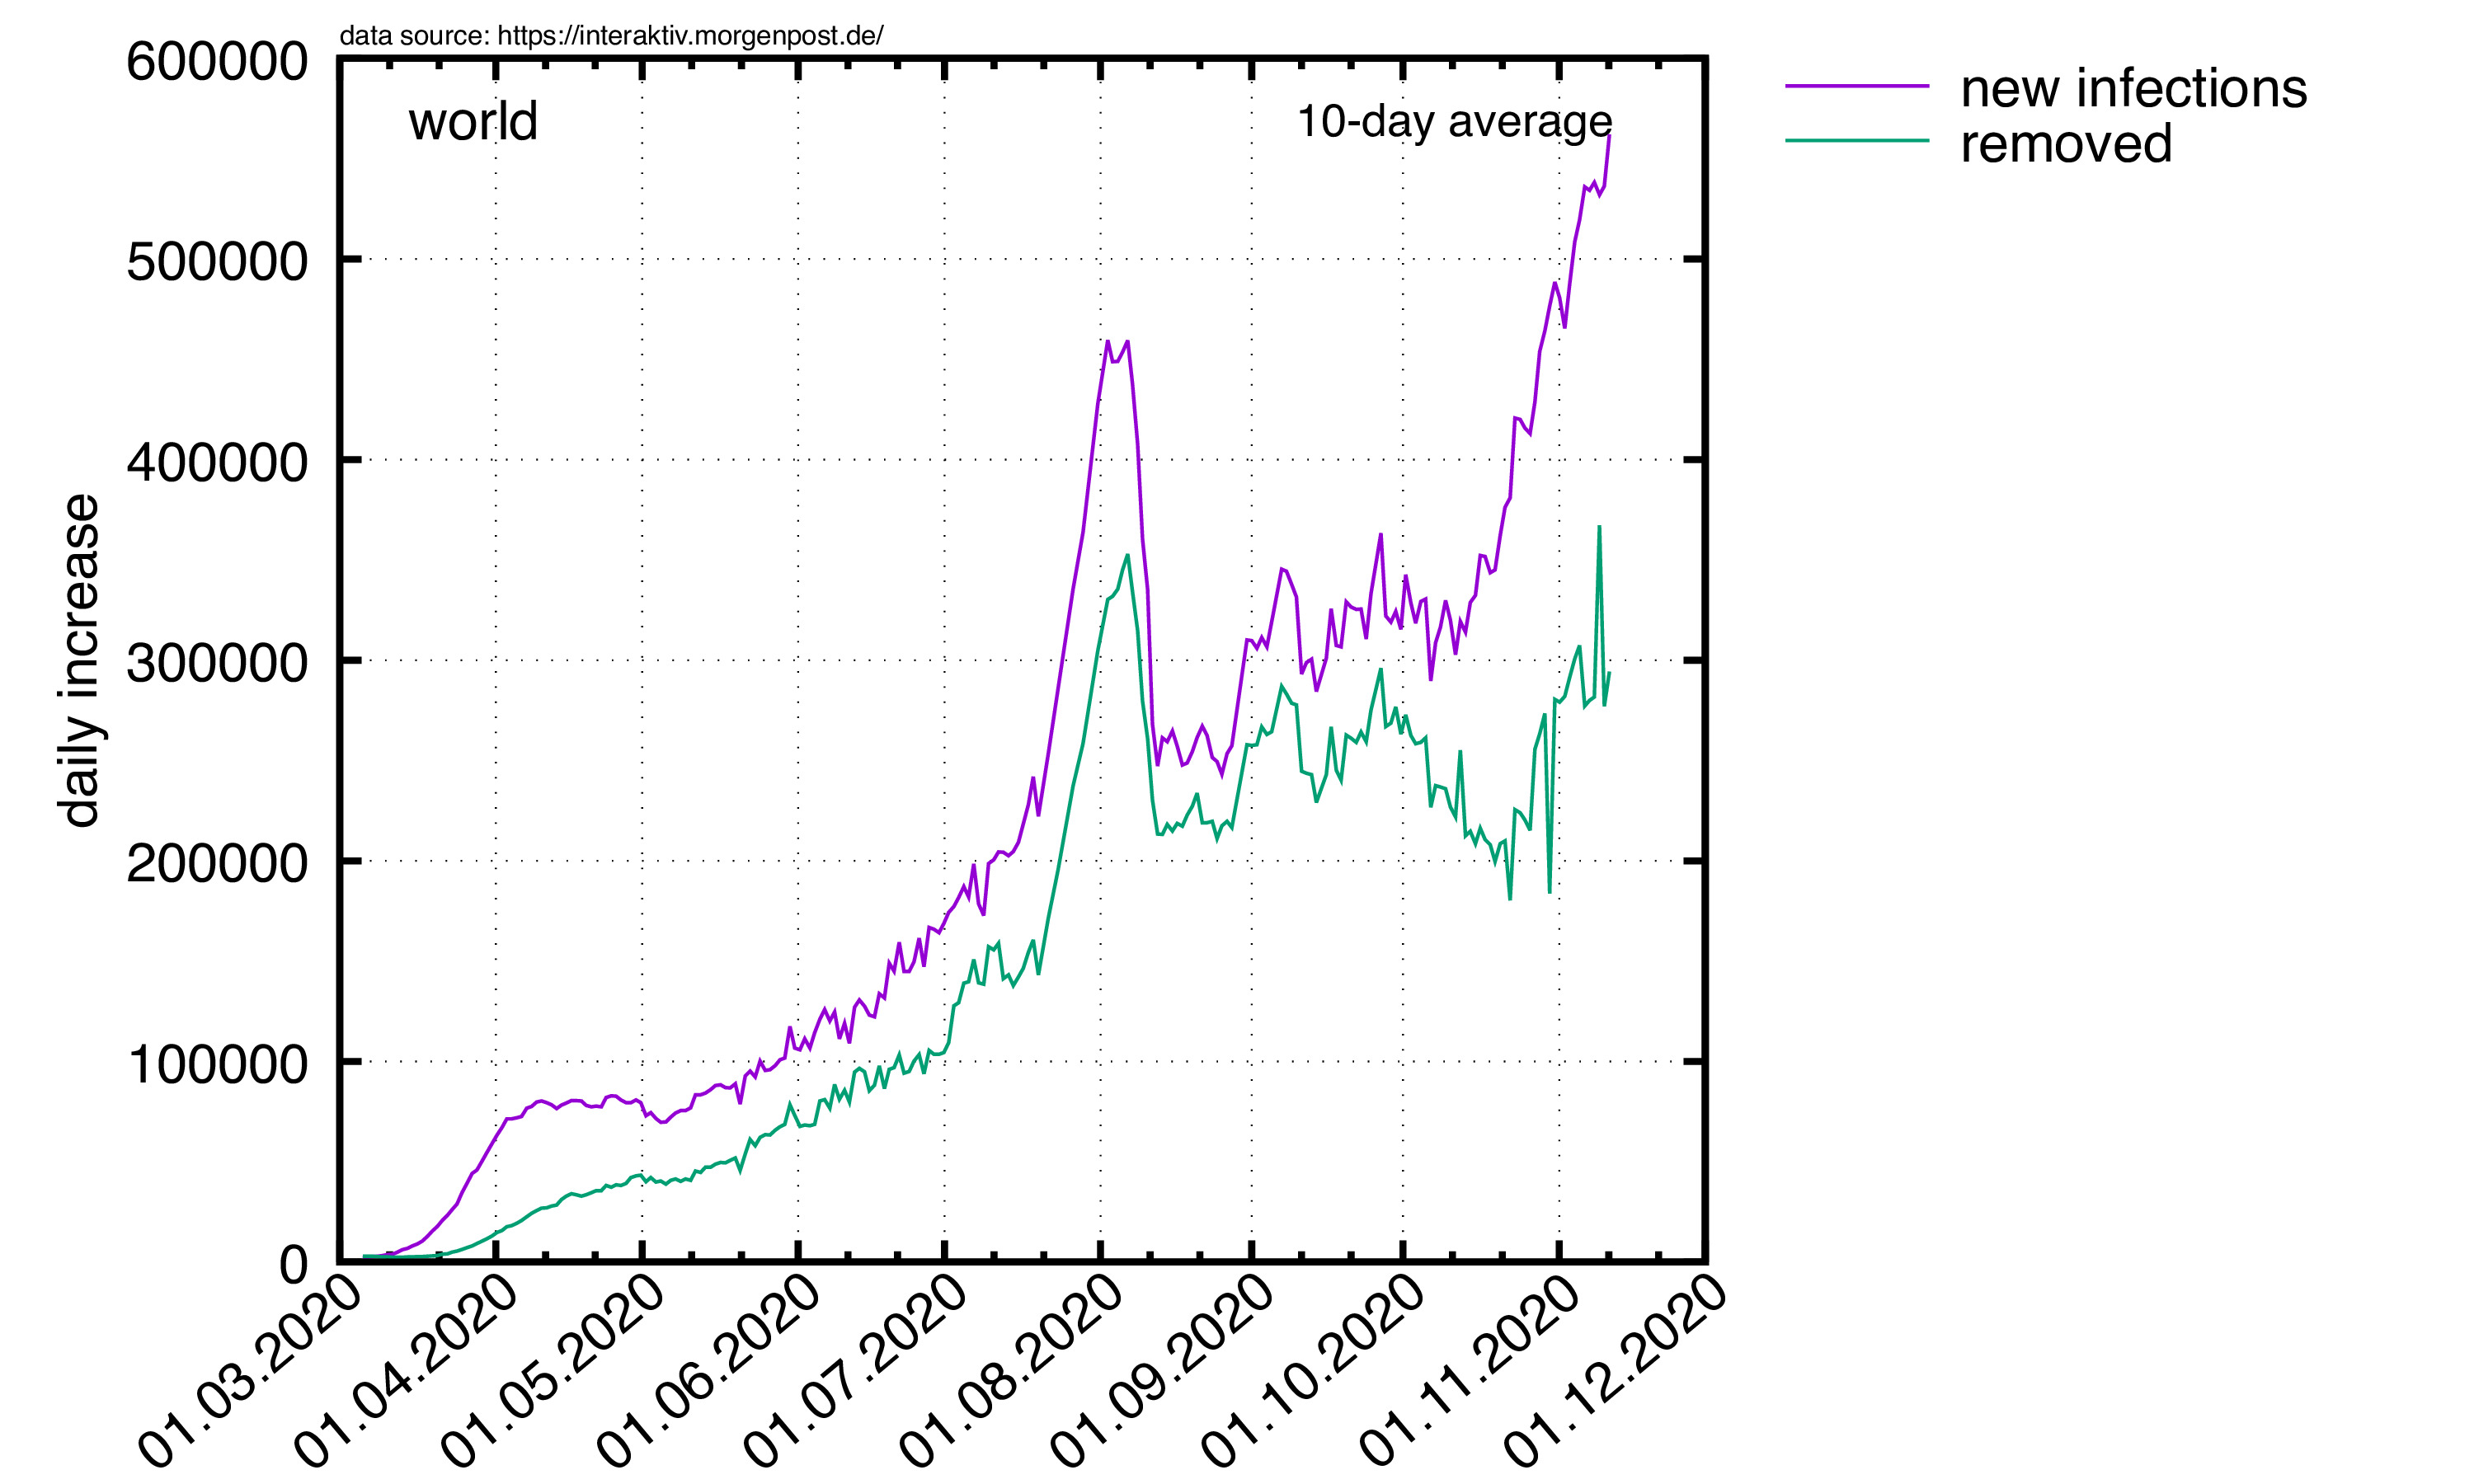 data source: https://interaktiv.morgenpost.de/
world
10-day average
new infections
removed
daily increase
600000
500000
400000
300000
200000
100000
0
01.03.2020
01.04.2020
01.05.2020
01.06.2020
01.07.2020
01.08.2020
01.09.2020
01.10.2020
01.11.2020
01.12.2020